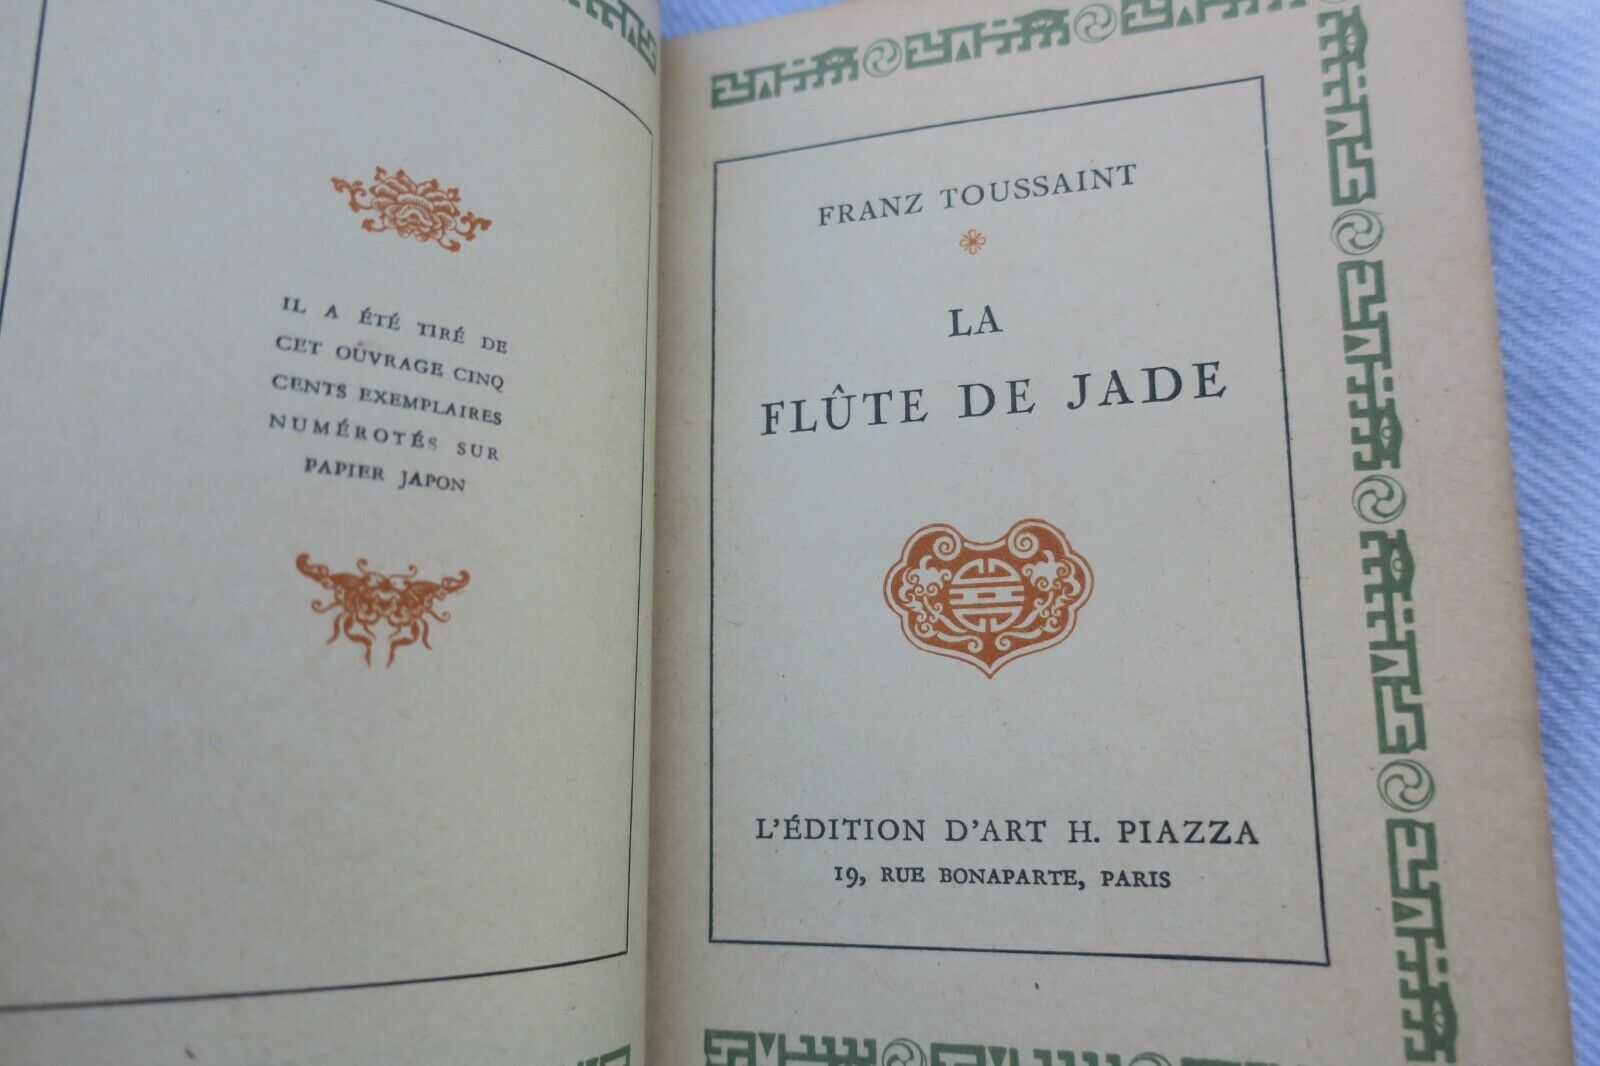 IL A ÉTÉ TIRÉ DE
CET OUVRAGE CINQ
CENTS EXEMPLAIRES
NUMÉROTÉS SUR
PAPIER JAPON
FRANZ TOUSSAINT
LA
FLÛTE DE JADE
L'ÉDITION D'ART H. PIAZZA
19, RUE BONAPARTE, PARIS